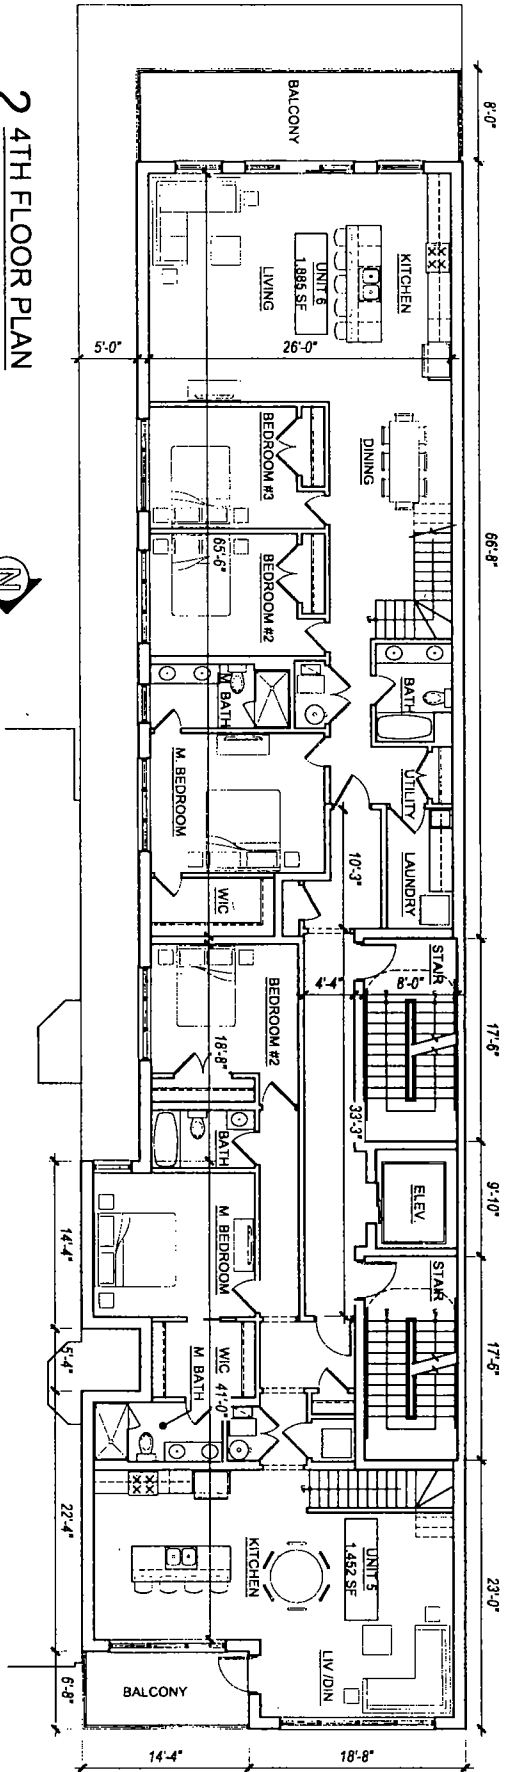 8'-0"
66'-8"
17'-6"
9'-10"
17'-6"
23'-0"
BALCONY
KITCHEN
UNIT 6
1,885 SF
LIVING
DINING
5'-0"
26'-0"
BEDROOM #3
BEDROOM #2
65'-6"
BATH
M. BATH
UTILITY
LAUNDRY
M. BEDROOM
10'-3"
WIC
STAIR
8'-0"
4'-4"
BEDROOM #2
18'-8"
33'-3"
BATH
ELEV.
M. BEDROOM
STAIR
WIC
41'-0"
M BATH
14'-4"
5'-4"
22'-4"
6'-8"
KITCHEN
UNIT 5
1,452 SF
LIV /DIN
BALCONY
14'-4"
18'-8"
2 4TH FLOOR PLAN
N